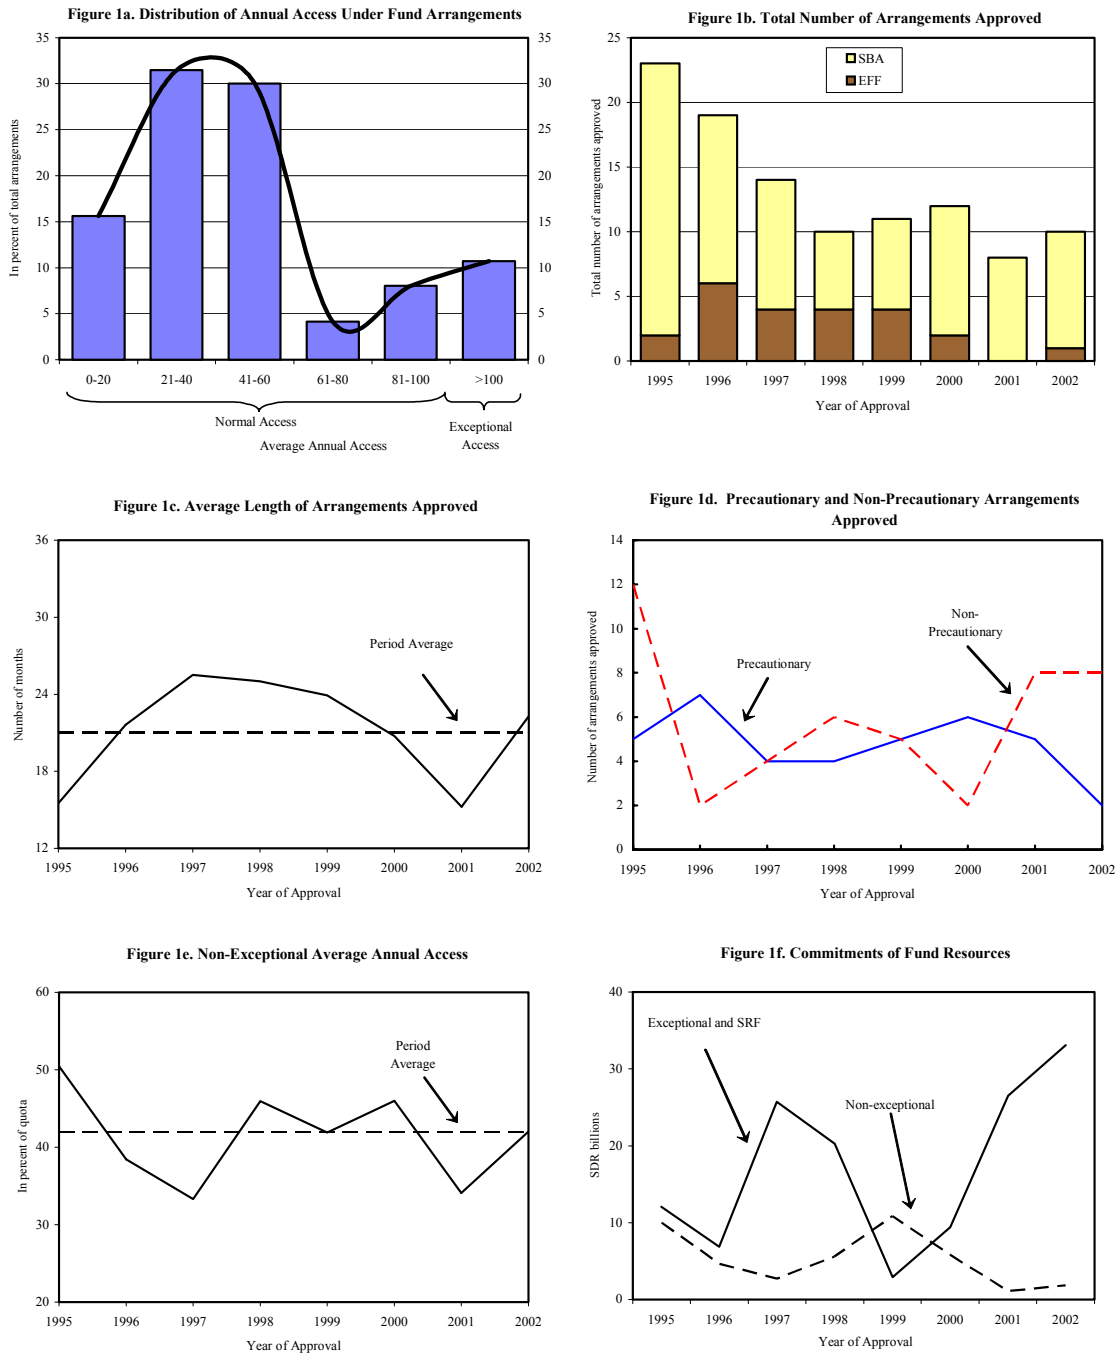 Figure 1a. Distribution of Annual Access Under Fund Arrangements
35
30
25
20
15
10
5
0
35
30
25
20
15
10
5
0
In percent of total arrangements
0-20
21-40
41-60
61-80
81-100
>100
Normal Access
Exceptional
Access
Average Annual Access
Figure 1b. Total Number of Arrangements Approved
25
20
15
10
5
0
Total number of arrangements approved
SBA
EFF
1995
1996
1997
1998
1999
2000
2001
2002
Year of Approval
Figure 1c. Average Length of Arrangements Approved
36
30
24
18
12
Number of months
Period Average
1995
1996
1997
1998
1999
2000
2001
2002
Year of Approval
Figure 1d. Precautionary and Non-Precautionary Arrangements
Approved
14
12
10
8
6
4
2
0
Number of arrangements approved
Precautionary
Non-
Precautionary
1995
1996
1997
1998
1999
2000
2001
2002
Year of Approval
Figure 1e. Non-Exceptional Average Annual Access
60
50
40
30
20
In percent of quota
Period
Average
1995
1996
1997
1998
1999
2000
2001
2002
Year of Approval
Figure 1f. Commitments of Fund Resources
40
30
20
10
0
SDR billions
Exceptional and SRF
Non-exceptional
1995
1996
1997
1998
1999
2000
2001
2002
Year of Approval